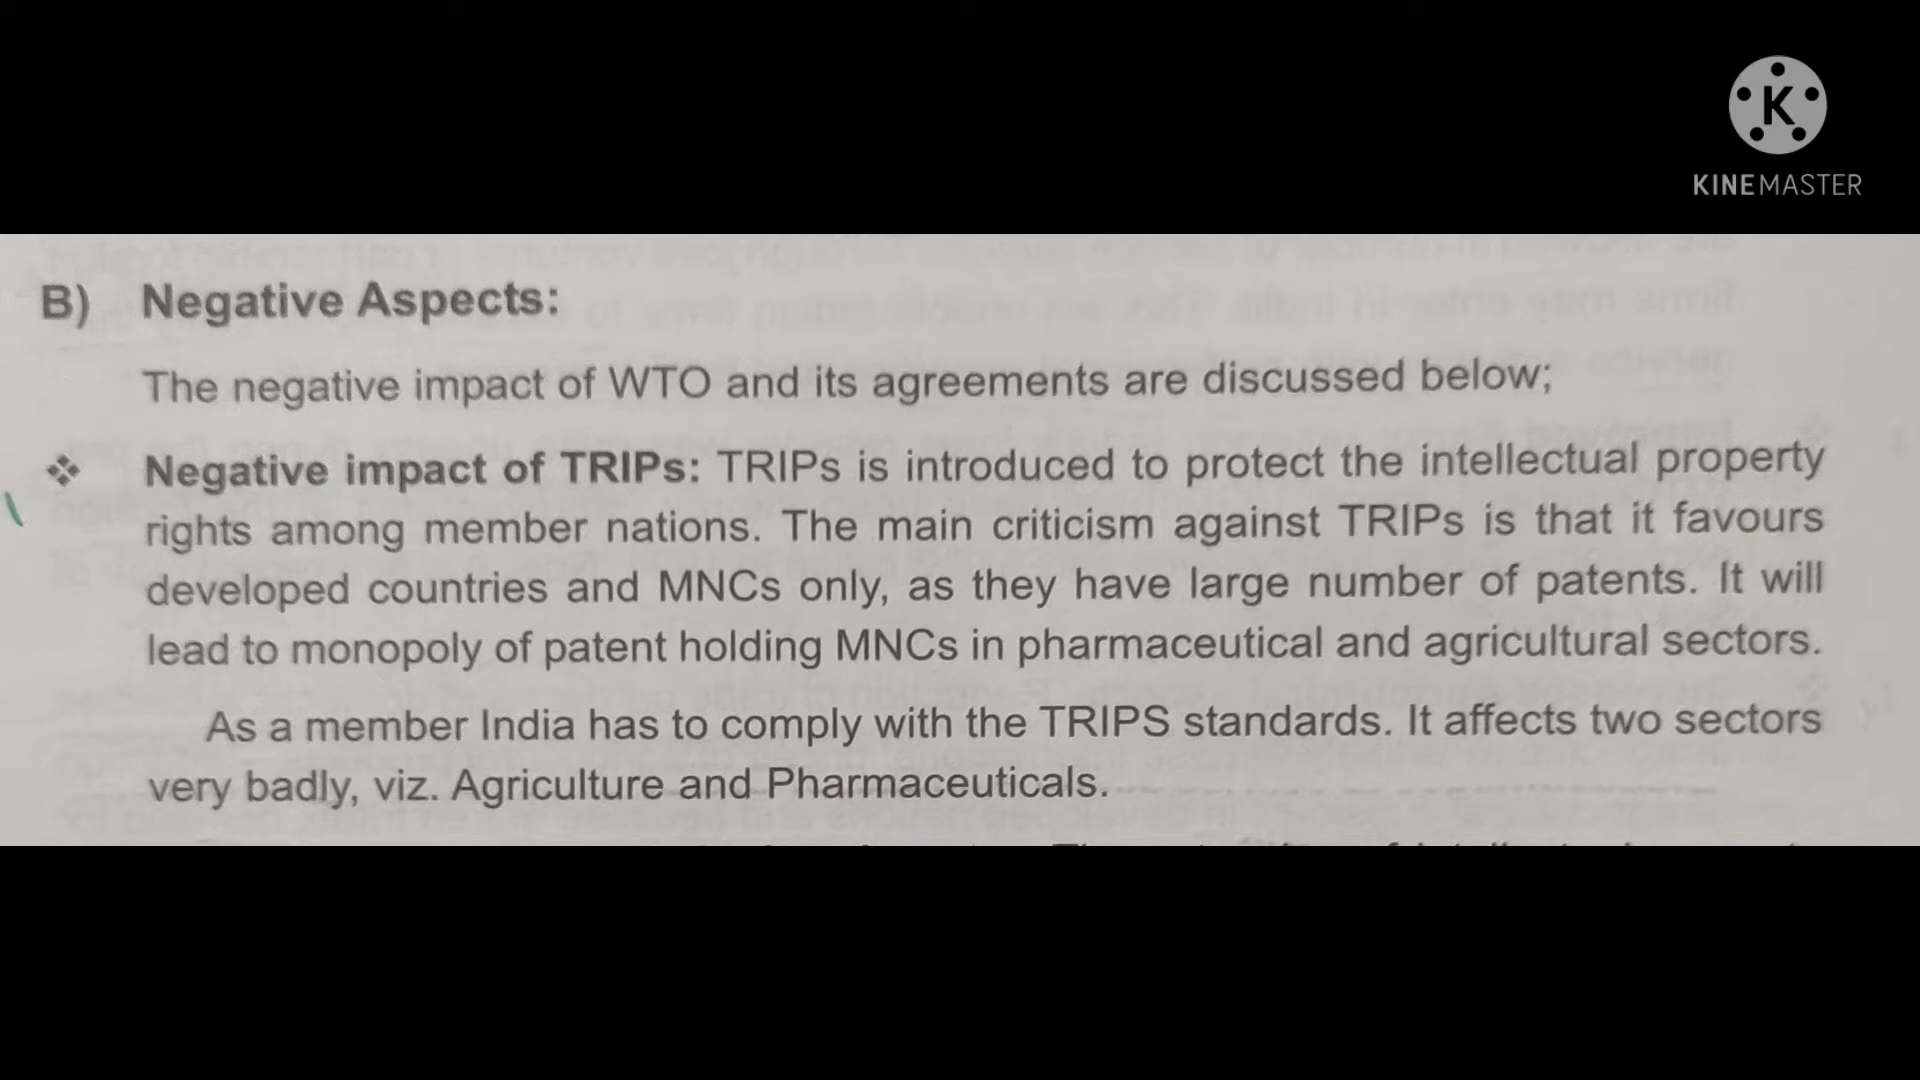 K
KINEMASTER
B) Negative Aspects:
The negative impact of WTO and its agreements are discussed below;
❖ Negative impact of TRIPs: TRIPs is introduced to protect the intellectual property
rights among member nations. The main criticism against TRIPs is that it favours
developed countries and MNCs only, as they have large number of patents. It will
lead to monopoly of patent holding MNCs in pharmaceutical and agricultural sectors.
As a member India has to comply with the TRIPS standards. It affects two sectors
very badly, viz. Agriculture and Pharmaceuticals.